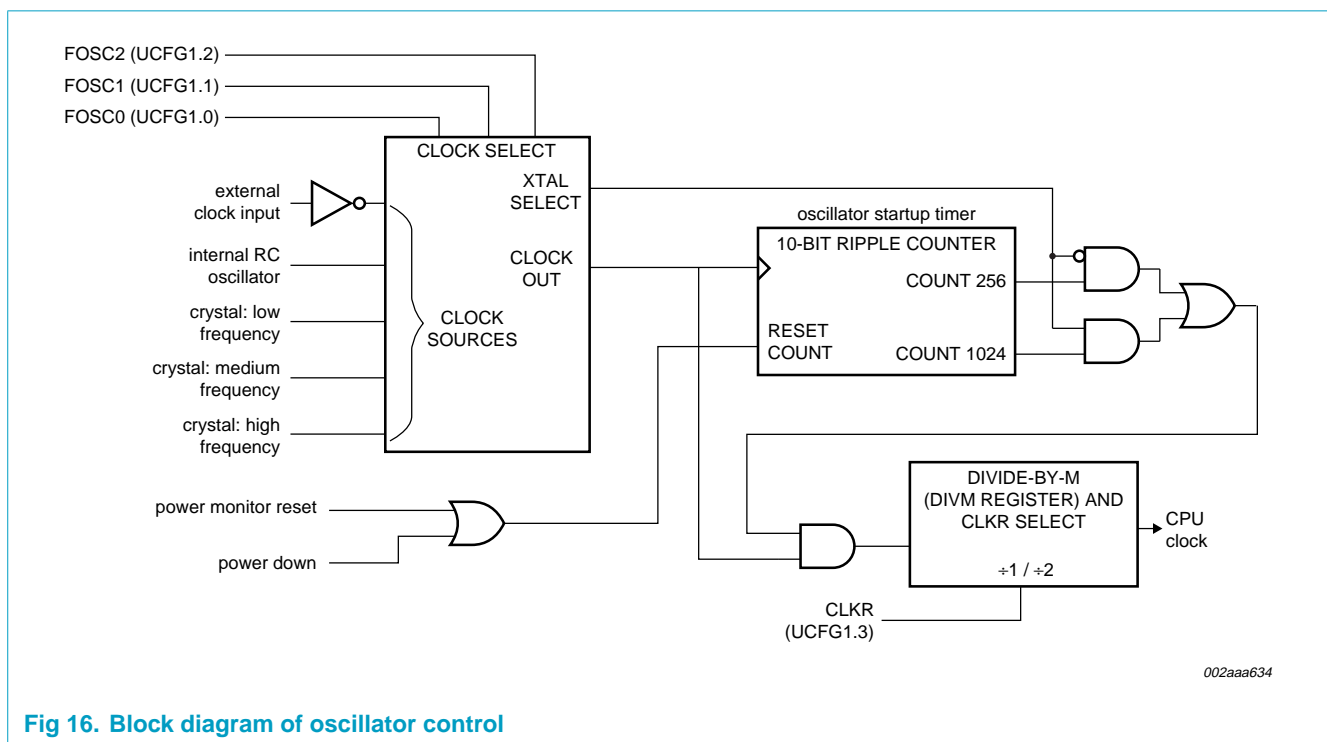 FOSC2 (UCFG1.2)
FOSC1 (UCFG1.1)
FOSC0 (UCFG1.0)
CLOCK SELECT
external
clock input
XTAL
SELECT
oscillator startup timer
10-BIT RIPPLE COUNTER
internal RC
oscillator
CLOCK
OUT
COUNT 256
crystal: low
frequency
CLOCK
SOURCES
RESET
COUNT
COUNT 1024
crystal: medium
frequency
crystal: high
frequency
power monitor reset
power down
DIVIDE-BY-M
(DIVM REGISTER) AND
CLKR SELECT
÷1 / ÷2
CPU
clock
CLKR
(UCFG1.3)
002aaa634
Fig 16. Block diagram of oscillator control